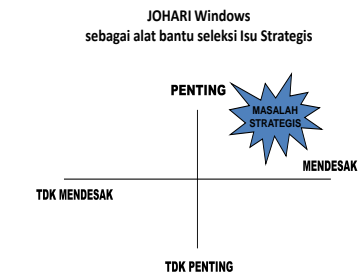 JOHARI Windows
sebagai alat bantu seleksi Isu Strategis
PENTING
MASALAH
STRATEGIS
MENDESAK
TDK MENDESAK
TDK PENTING